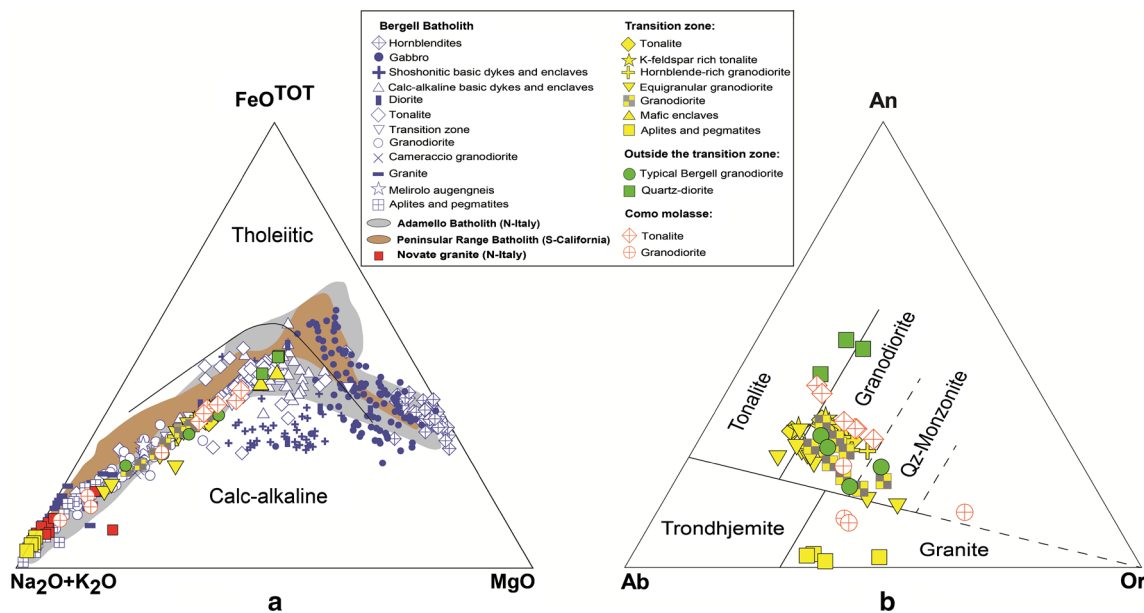 Bergell Batholith
Hornblendites
Gabbro
Shoshonitic basic dykes and enclaves
Calc-alkaline basic dykes and enclaves
Diorite
Tonalite
Transition zone
Granodiorite
Cameraccio granodiorite
Granite
Melirolo augengneis
Aplites and pegmatites
Adamello Batholith (N-Italy)
Peninsular Range Batholith (S-California)
Novate granite (N-Italy)
Transition zone:
Tonalite
K-feldspar rich tonalite
Hornblende-rich granodiorite
Equigranular granodiorite
Granodiorite
Mafic enclaves
Aplites and pegmatites
Outside the transition zone:
Typical Bergell granodiorite
Quartz-diorite
Como molasse:
Tonalite
Granodiorite
FeOTOT
Tholeiitic
Calc-alkaline
Na2O+K2O
MgO
a
An
Tonalite
Granodiorite
Qz-Monzonite
Trondhjemite
Granite
Ab
Or
b